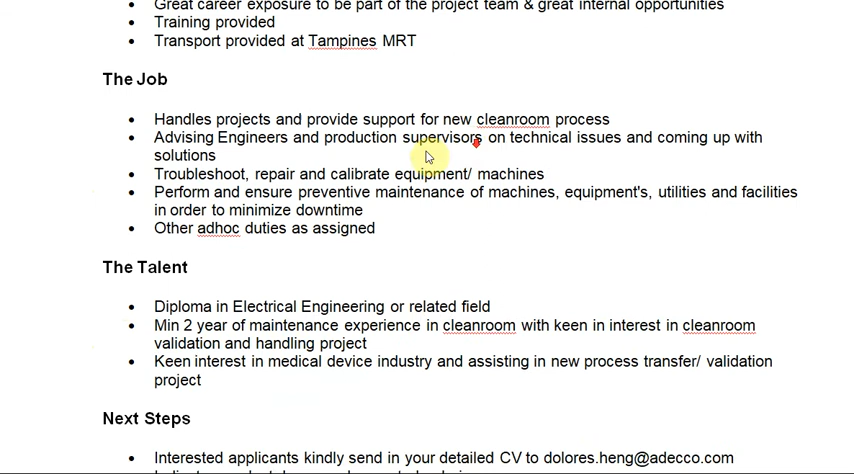 Great career exposure to be part of the project team & great internal opportunities
Training provided
Transport provided at Tampines MRT
The Job
Handles projects and provide support for new cleanroom process
Advising Engineers and production supervisors on technical issues and coming up with
solutions
Troubleshoot, repair and calibrate equipment/ machines
Perform and ensure preventive maintenance of machines, equipment's, utilities and facilities
in order to minimize downtime
Other adhoc duties as assigned
The Talent
Diploma in Electrical Engineering or related field
Min 2 year of maintenance experience in cleanroom with keen in interest in cleanroom
validation and handling project
Keen interest in medical device industry and assisting in new process transfer/ validation
project
Next Steps
Interested applicants kindly send in your detailed CV to dolores.heng@adecco.com